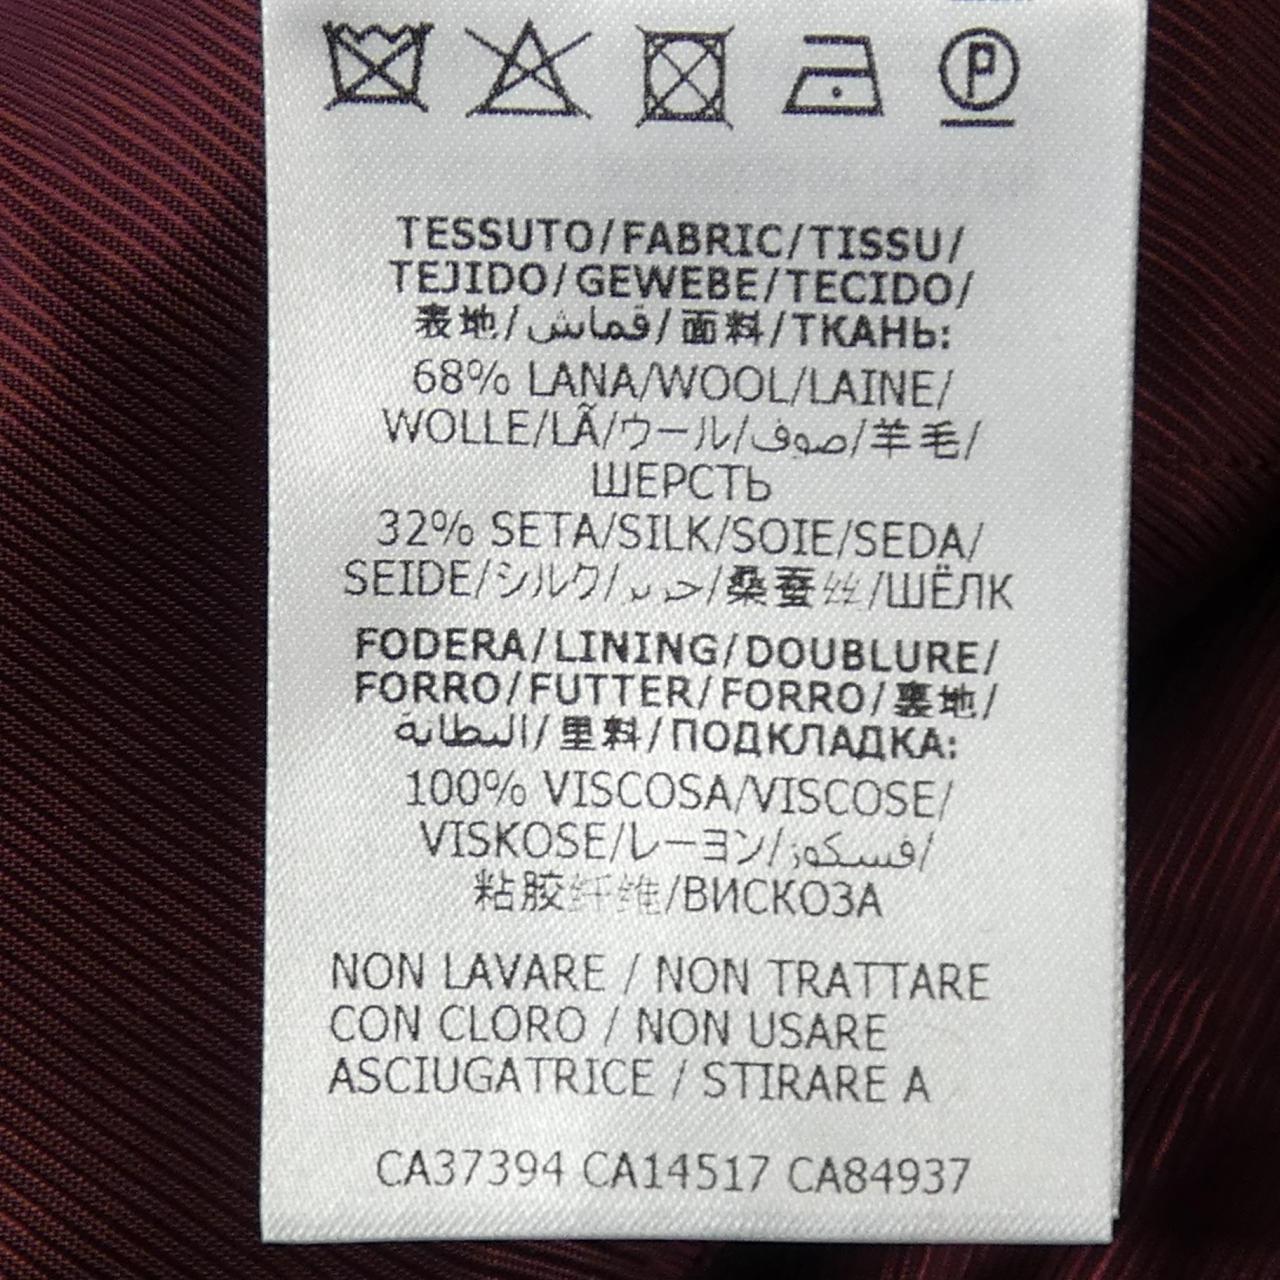 P
TESSUTO/FABRIC/TISSU/
TEJIDO/GEWEBE/TECIDO/
表地/قماش/面料/ТКАНЬ:
68% LANA/WOOL/LAINE/
WOLLE/LÃ/ウール/صوف/羊毛/
ШЕРСТЬ
32% SETA/SILK/SOIE/SEDA/
SEIDE/シルク/حرير/桑蚕丝/ШЁЛК
FODERA/LINING/DOUBLURE/
FORRO/FUTTER/FORRO/裏地/
البطانة/里料/ПОДКЛАДКА:
100% VISCOSA/VISCOSE/
VISKOSE/レーヨン/فسكوز/
粘胶纤维/ВИСКОЗА
NON LAVARE / NON TRATTARE
CON CLORO / NON USARE
ASCIUGATRICE / STIRARE A
CA37394 CA14517 CA84937